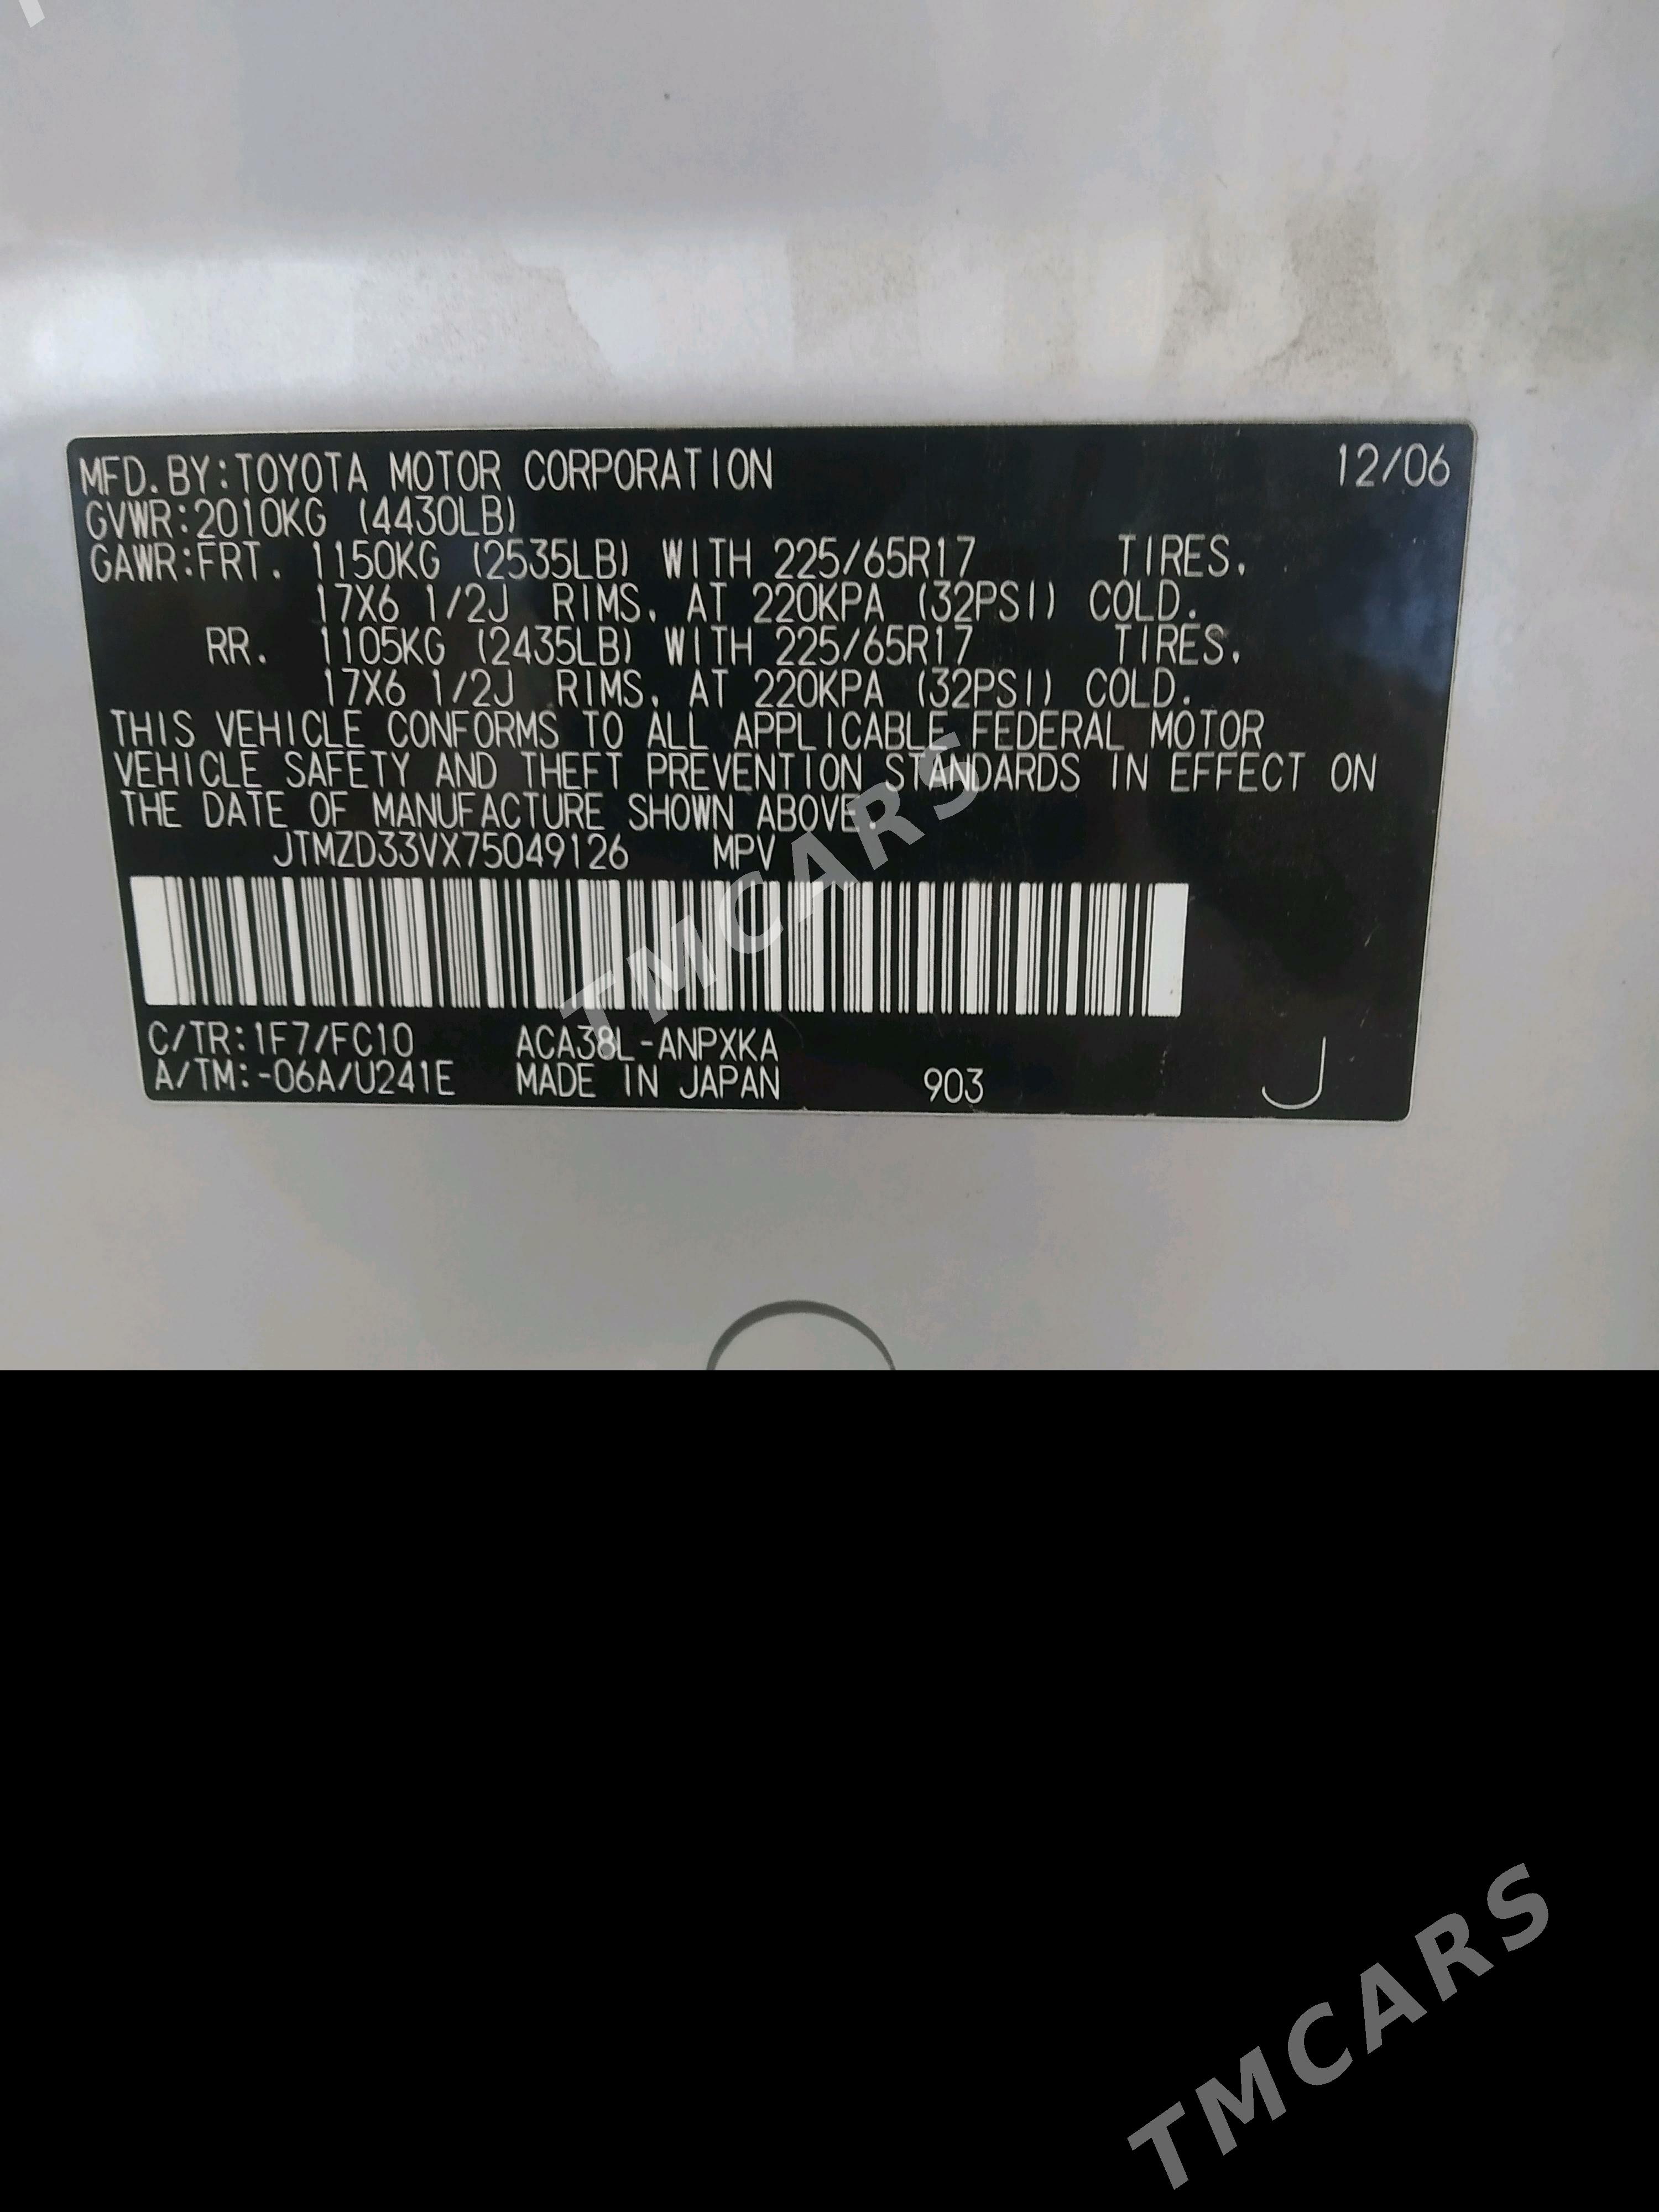 MFD. BY:TOYOTA MOTOR CORPORATION 12/06
GVWR:2010KG (4430LB)
GAWR:FRT. 1150KG (2535LB) WITH 225/65R17 TIRES.
17X6 1/2J RIMS, AT 220KPA (32PSI) COLD.
RR. 1105KG (2435LB) WITH 225/65R17 TIRES,
17X6 1/2J RIMS, AT 220KPA (32PSI) COLD.
THIS VEHICLE CONFORMS TO ALL APPLICABLE FEDERAL MOTOR
VEHICLE SAFETY AND THEFT PREVENTION STANDARDS IN EFFECT ON
THE DATE OF MANUFACTURE SHOWN ABOVE.
JTMZD33VX75049126 MPV
C/TR:1F7/FC10 ACA38L-ANPXKA
A/TM:-06A/U241E MADE IN JAPAN 903 J
TMCARS
TMCARS